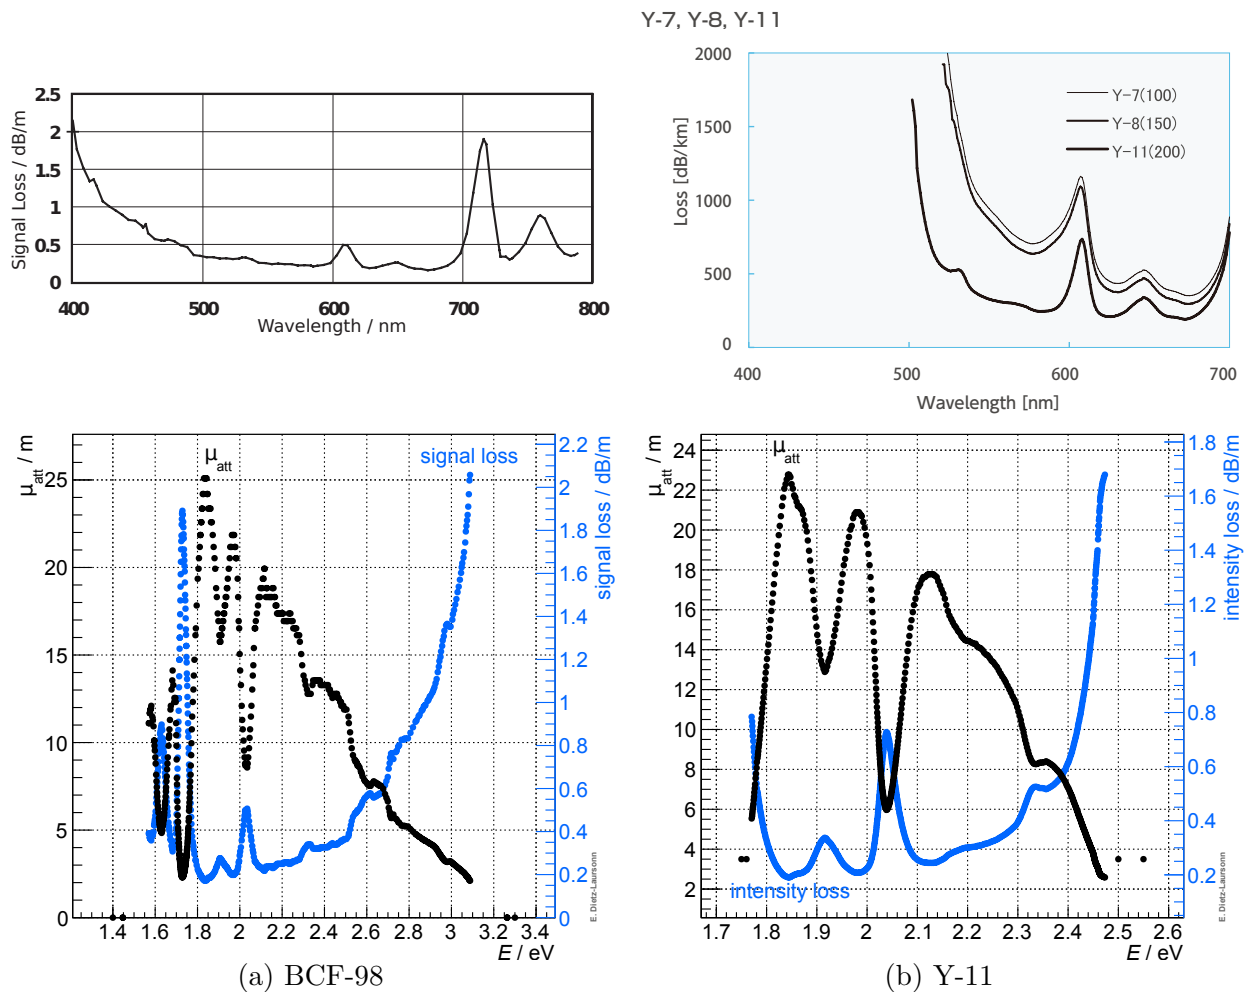 Y-7, Y-8, Y-11
2.5
2
1.5
1
0.5
0
Signal Loss / dB/m
400
500
600
700
800
Wavelength / nm
2000
1500
1000
500
0
Loss [dB/km]
Y-7(100)
Y-8(150)
Y-11(200)
400
500
600
700
Wavelength [nm]
μatt / m
25
20
15
10
5
0
μatt
signal loss
2.2
2
1.8
1.6
1.4
1.2
1
0.8
0.6
0.4
0.2
0
signal loss / dB/m
1.4 1.6 1.8 2 2.2 2.4 2.6 2.8 3 3.2 3.4
E / eV
E. Dietz-Laursonn
(a) BCF-98
μatt / m
24
22
20
18
16
14
12
10
8
6
4
2
μatt
intensity loss
1.8
1.6
1.4
1.2
1
0.8
0.6
0.4
0.2
intensity loss / dB/m
1.7 1.8 1.9 2 2.1 2.2 2.3 2.4 2.5 2.6
E / eV
E. Dietz-Laursonn
(b) Y-11